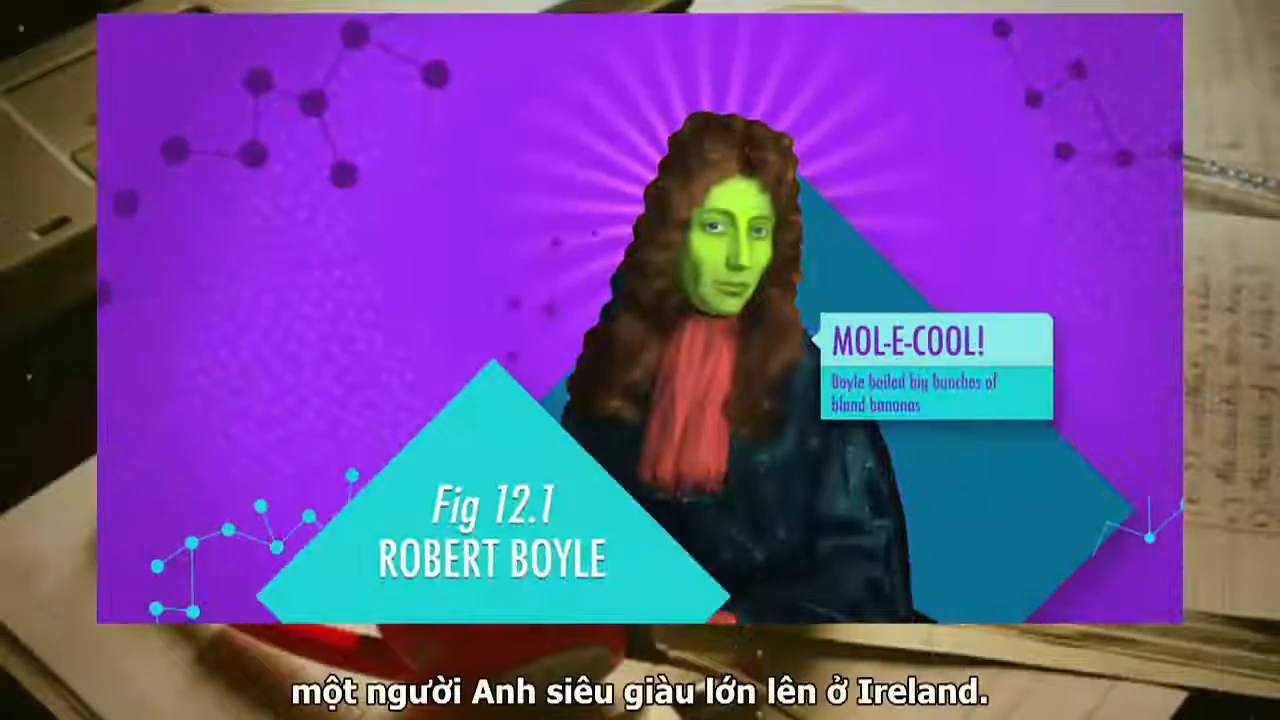 MOL-E-COOL!
Boyle boiled big bunches of
bland bananas
Fig 12.1
ROBERT BOYLE
một người Anh siêu giàu lớn lên ở Ireland.